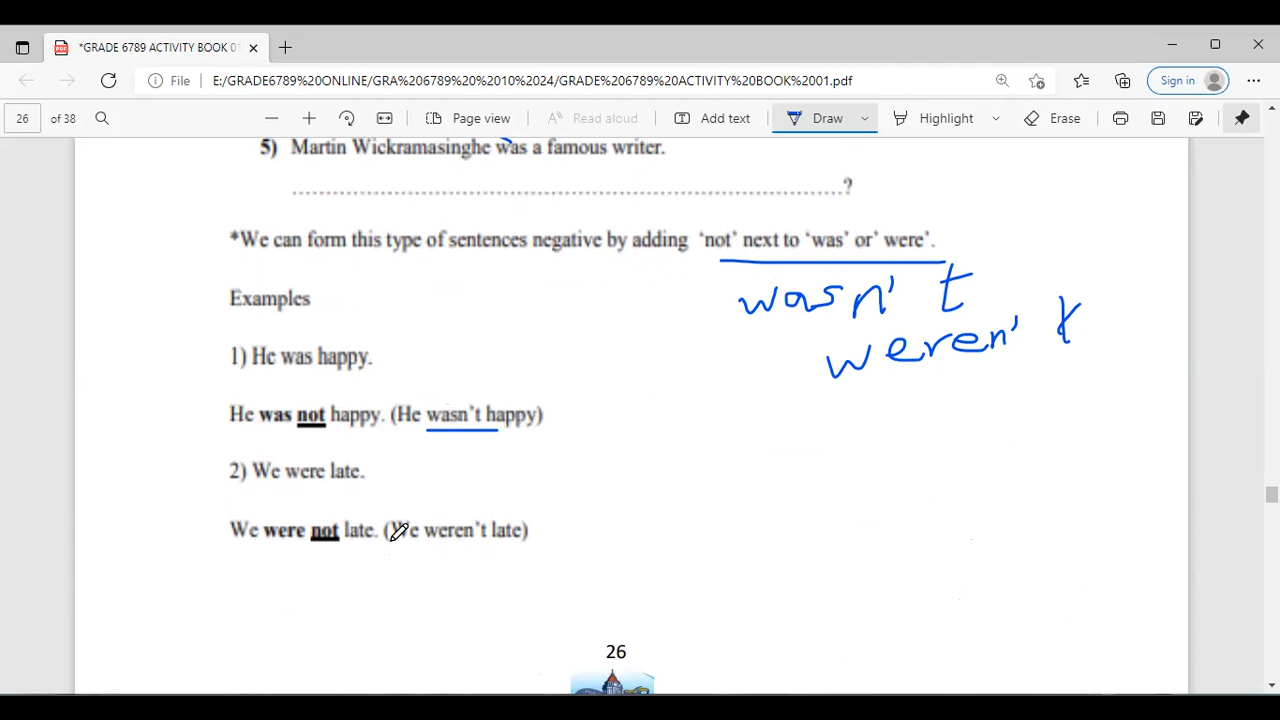 *GRADE 6789 ACTIVITY BOOK 01
File
E:/GRADE6789%20ONLINE/GRA%206789%20%2010%2024/GRADE%206789%20ACTIVITY%20BOOK%2001.pdf
Sign in
26 of 38
Page view
Read aloud
Add text
Draw
Highlight
Erase
5) Martin Wickramasinghe was a famous writer.
.......................................................................................?
*We can form this type of sentences negative by adding 'not' next to 'was' or' were'.
wasn't
weren't
Examples
1) He was happy.
He was not happy. (He wasn't happy)
2) We were late.
We were not late. (We weren't late)
26